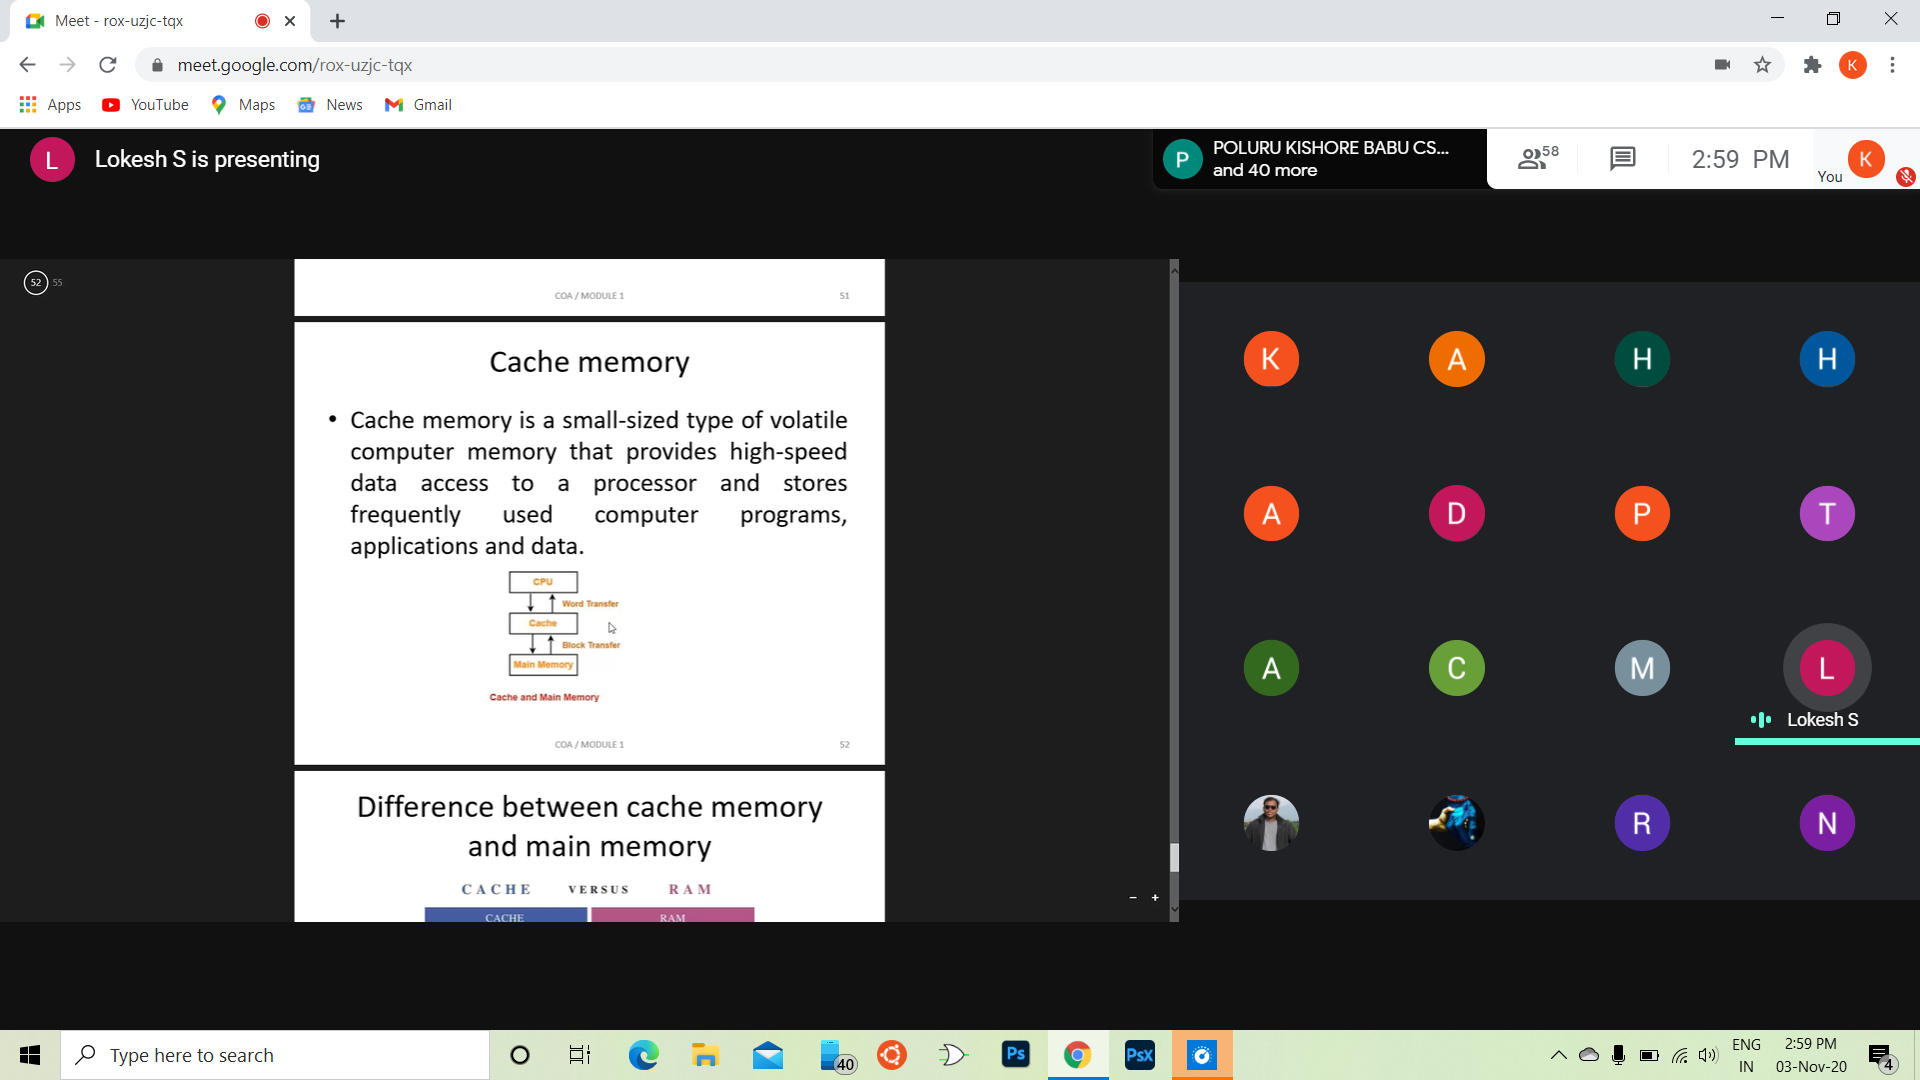 Meet - rox-uzjc-tqx
meet.google.com/rox-uzjc-tqx
K
Apps
YouTube
Maps
News
Gmail
L
Lokesh S is presenting
P
POLURU KISHORE BABU CS...
and 40 more
58
2:59 PM
You
K
52 55
COA / MODULE 1
51
Cache memory
• Cache memory is a small-sized type of volatile
computer memory that provides high-speed
data access to a processor and stores
frequently used computer programs,
applications and data.
CPU
Word Transfer
Cache
Block Transfer
Main Memory
Cache and Main Memory
COA / MODULE 1
52
Difference between cache memory
and main memory
CACHE VERSUS RAM
CACHE
RAM
- +
K
A
H
H
A
D
P
T
A
C
M
L
Lokesh S
R
N
Type here to search
40
Ps
Psx
ENG
IN
2:59 PM
03-Nov-20
4